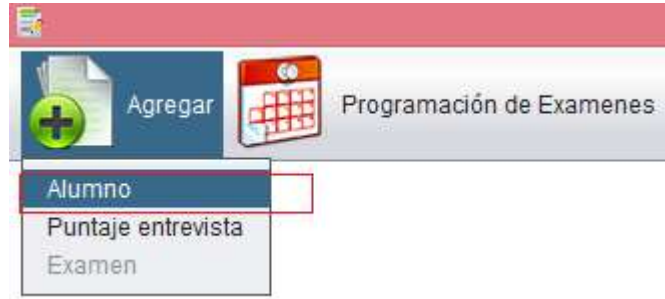 Agregar Programación de Examenes
Alumno
Puntaje entrevista
Examen